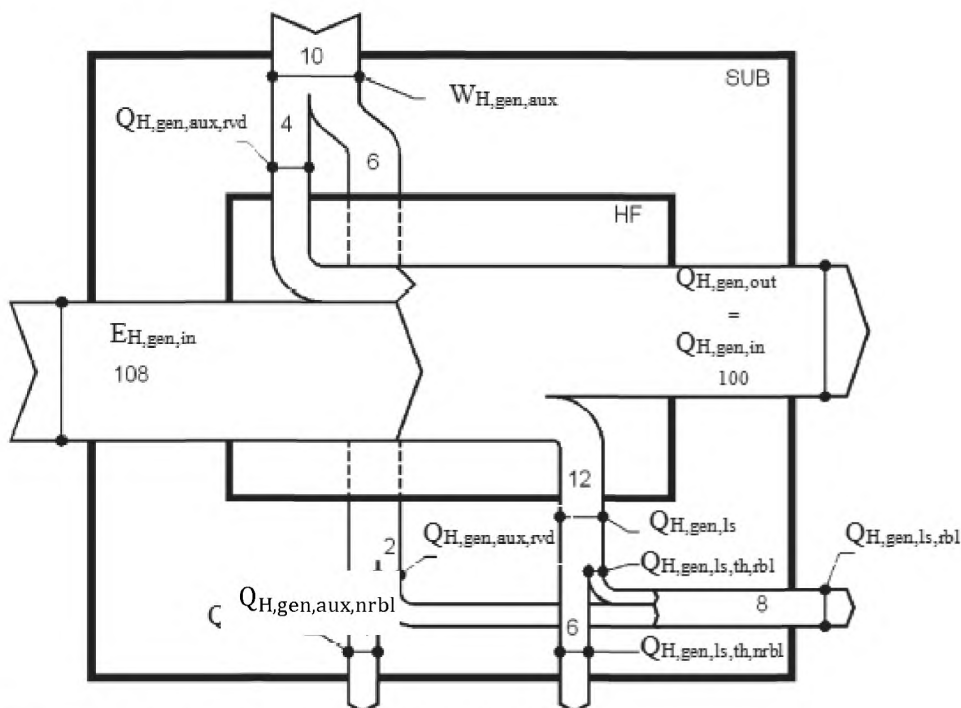 10
SUB
W_H,gen,aux
Q_H,gen,aux,rvd
4
6
HF
Q_H,gen,out
=
Q_H,gen,in
100
E_H,gen,in
108
12
Q_H,gen,ls
Q_H,gen,aux,rvd
2
Q_H,gen,ls,rbl
Q_H,gen,ls,th,rbl
Q_H,gen,aux,nrbl
8
6
Q_H,gen,ls,th,nrbl